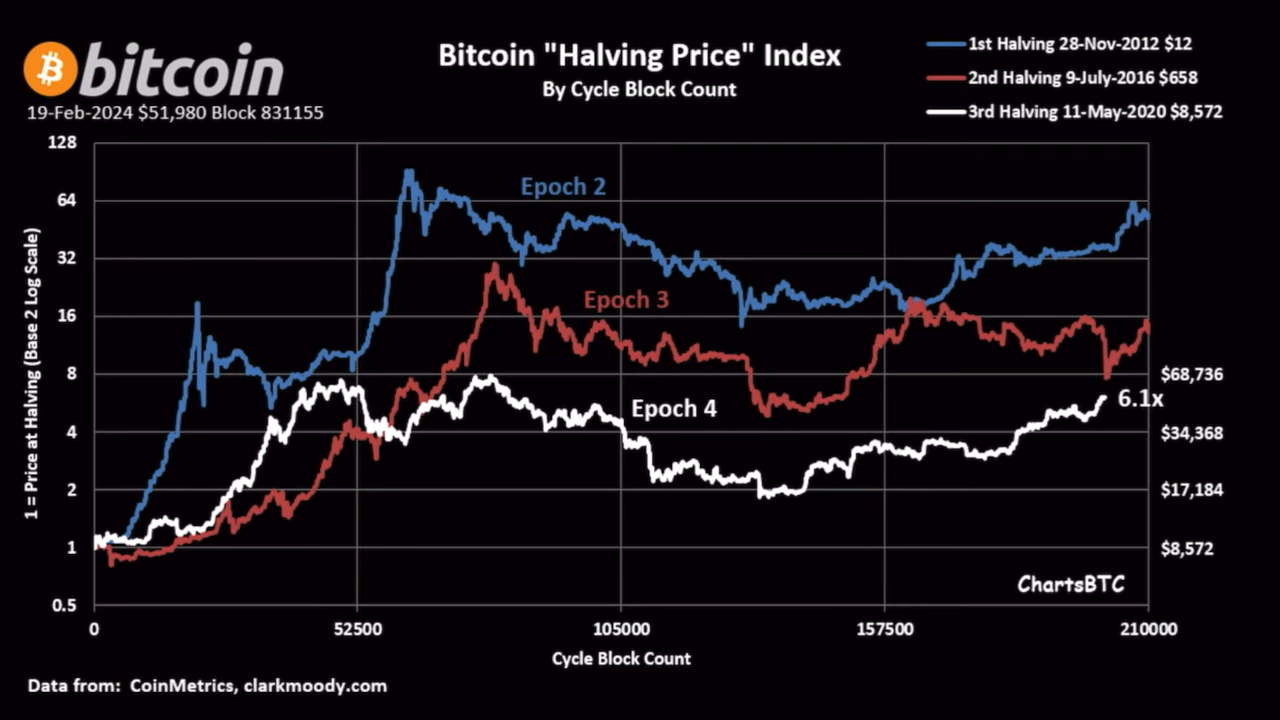 bitcoin
19-Feb-2024 $51,980 Block 831155
Bitcoin "Halving Price" Index
By Cycle Block Count
1st Halving 28-Nov-2012 $12
2nd Halving 9-July-2016 $658
3rd Halving 11-May-2020 $8,572
1 = Price at Halving (Base 2 Log Scale)
128
64
32
16
8
4
2
1
0.5
Epoch 2
Epoch 3
Epoch 4
6.1x
$68,736
$34,368
$17,184
$8,572
ChartsBTC
0 52500 105000 157500 210000
Cycle Block Count
Data from: CoinMetrics, clarkmoody.com